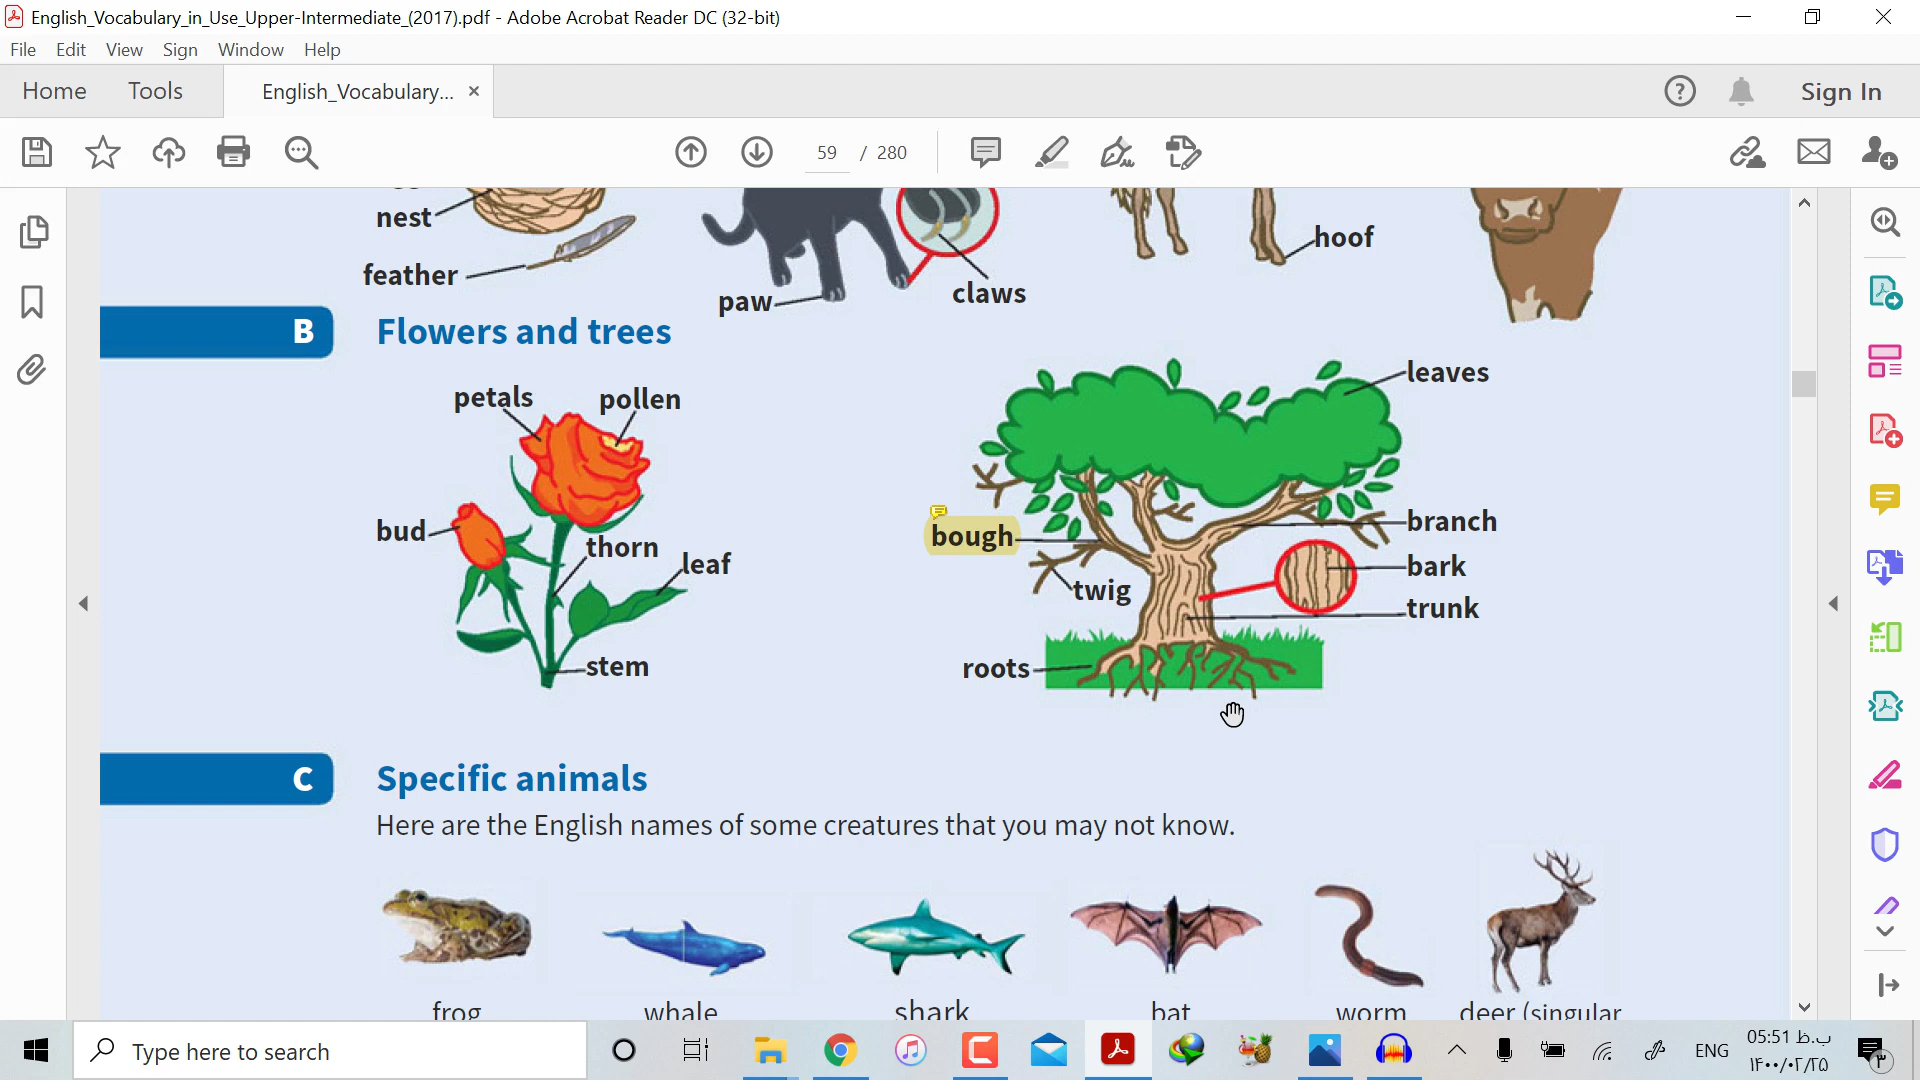 English_Vocabulary_in_Use_Upper-Intermediate_(2017).pdf - Adobe Acrobat Reader DC (32-bit)
File Edit View Sign Window Help
Home Tools English_Vocabulary... × Sign In
59 / 280
nest
feather
paw
claws
hoof
B Flowers and trees
petals pollen
bud
thorn
leaf
stem
leaves
bough
branch
bark
twig
trunk
roots
C Specific animals
Here are the English names of some creatures that you may not know.
frog whale shark bat worm deer (singular
Type here to search
ENG
05:51 ب.ظ
۱۴۰۰/۰۲/۲۵
۳